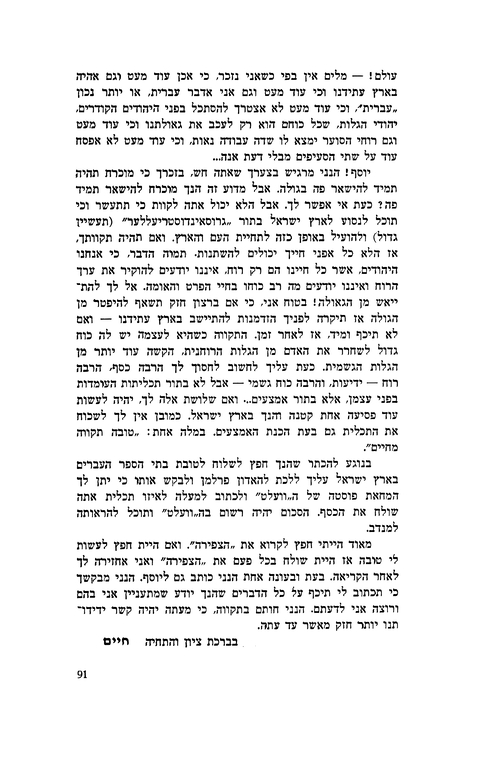 עולם! — מלים אין בפי כשאני נזכר, כי אכן עוד מעט וגם אהיה
בארץ עתידנו וכי עוד מעט וגם אני אדבר עברית, או יותר נכון
„עברית״, וכי עוד מעט לא אצטרך להסתכל בפני היהודים הקודרים,
יהודי הגלות, שכל כוחם הוא רק לעכב את גאולתנו וכי עוד מעט
וגם רוחי הסוער ימצא לו שדה עבודה נאות, וכי עוד מעט לא אפסח
עוד על שתי הסעיפים מבלי דעת אנה...
יוסף! הנני מרגיש בצערך שאתה חש, בזכרך כי מוכרח תהיה
תמיד להישאר פה בגולה. אבל מדוע זה הנך מוכרח להישאר תמיד
פה? כעת אי אפשר לך. אבל הלא יכול אתה לקוות כי תתעשר וכי
תוכל לנסוע לארץ ישראל בתור „גרוסאינדוסטריעללער״ (תעשיין
גדול) ולהועיל באופן כזה לתחיית העם והארץ. ואם תהיה תקוותך,
אז הלא כל אפני חייך יכולים להשתנות. תמוה הדבר, כי אנחנו
היהודים, אשר כל חיינו הם רק רוח, איננו יודעים להוקיר את ערך
הרוח ואיננו יודעים מה רב כוחו בחיי הפרט והאומה. אל לך להת־
ייאש מן הגאולה! בטוח אני, כי אם ברצון חזק תשאף להיפטר מן
הגולה אז תיקרה לפניך הזדמנות להתיישב בארץ עתידנו — ואם
לא תיכף ומיד, אז לאחר זמן. התקווה כשהיא לעצמה יש לה כוח
גדול לשחרר את האדם מן הגלות הרוחנית, הקשה עוד יותר מן
הגלות הגשמית. כעת עליך לחשוב לחסוך לך הרבה כסף, הרבה
רוח — ידיעות, והרבה כוח גשמי — אבל לא בתור תכליתות העומדות
בפני עצמן, אלא בתור אמצעים... ואם שלושת אלה לך, יהיה לעשות
עוד פסיעה אחת קטנה והנך בארץ ישראל. כמובן אין לך לשכוח
את התכלית גם בעת הכנת האמצעים. במלה אחת: „טובה תקווה
מחיים״.
בנוגע להכתר שהנך חפץ לשלוח לטובת בתי הספר העברים
בארץ ישראל עליך ללכת להאדון פרלמן ולבקש אותו כי יתן לך
המחאת פוסטה של ה„וועלט״ ולכתוב למעלה לאיזו תכלית אתה
שולח את הכסף. הסכום יהיה רשום בה„וועלט״ ותוכל להראותה
למנדב.
מאוד הייתי חפץ לקרוא את „הצפירה״. ואם היית חפץ לעשות
לי טובה אז היית שולח בכל פעם את „הצפירה״ ואני אחזירה לך
לאחר הקריאה. בעת ובעונה אחת הנני כותב גם ליוסף. הנני מבקשך
כי תכתוב לי תיכף על כל הדברים שהנך יודע שמתעניין אני בהם
ורוצה אני לדעתם. הנני חותם בתקווה, כי מעתה יהיה קשר ידידו־
תנו יותר חזק מאשר עד עתה.
בברכת ציון והתחיה חיים
91